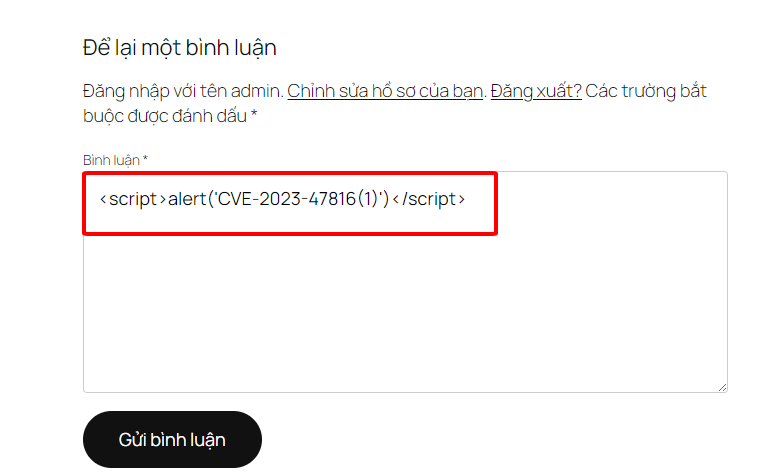 Để lại một bình luận
Đăng nhập với tên admin. Chỉnh sửa hồ sơ của bạn. Đăng xuất? Các trường bắt
buộc được đánh dấu *
Bình luận *
<script>alert('CVE-2023-47816(1)')</script>
Gửi bình luận